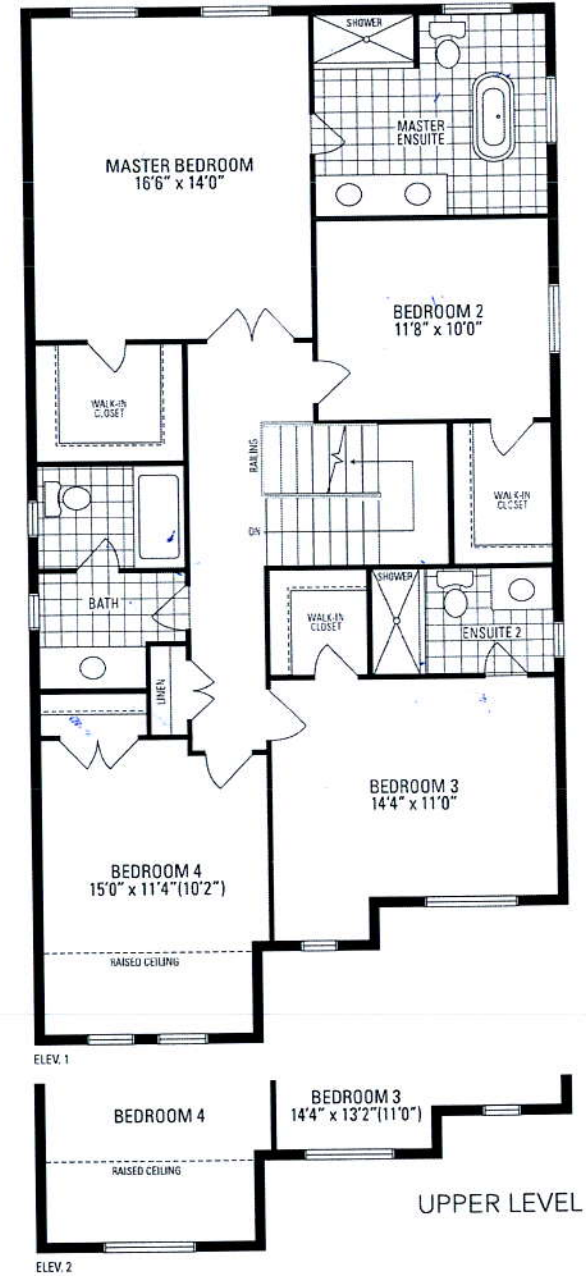 SHOWER
MASTER
ENSUITE
MASTER BEDROOM
16'6" x 14'0"
BEDROOM 2
11'8" x 10'0"
WALK-IN
CLOSET
RAILING
WALK-IN
CLOSET
DN
SHOWER
BATH
WALK-IN
CLOSET
ENSUITE 2
LINEN
BEDROOM 3
14'4" x 11'0"
BEDROOM 4
15'0" x 11'4"(10'2")
RAISED CEILING
ELEV. 1
BEDROOM 3
14'4" x 13'2"(11'0")
BEDROOM 4
RAISED CEILING
UPPER LEVEL
ELEV. 2